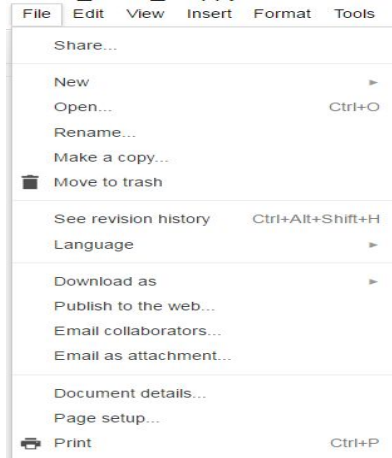 File Edit View Insert Format Tools
Share...
New
Open... Ctrl+O
Rename...
Make a copy...
Move to trash
See revision history Ctrl+Alt+Shift+H
Language
Download as
Publish to the web...
Email collaborators...
Email as attachment...
Document details...
Page setup...
Print Ctrl+P